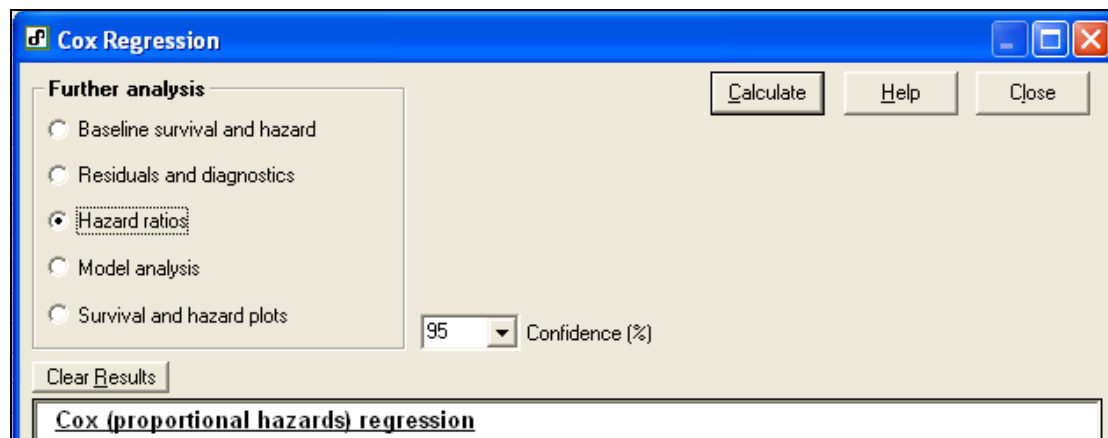 Cox Regression
Further analysis
Calculate
Help
Close
Baseline survival and hazard
Residuals and diagnostics
Hazard ratios
Model analysis
Survival and hazard plots
95 Confidence (%)
Clear Results
Cox (proportional hazards) regression